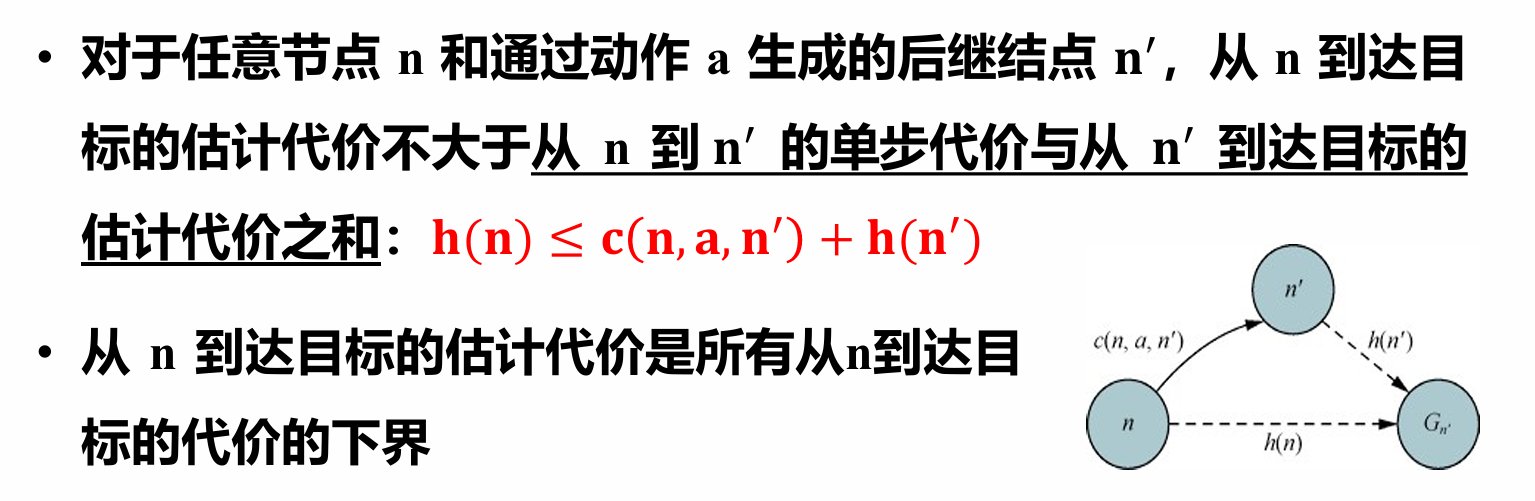 • 对于任意节点 n 和通过动作 a 生成的后继结点 n′，从 n 到达目
标的估计代价不大于从 n 到 n′ 的单步代价与从 n′ 到达目标的
估计代价之和：h(n) ≤ c(n, a, n′) + h(n′)
• 从 n 到达目标的估计代价是所有从n到达目
标的代价的下界
n′
c(n, a, n′)
h(n′)
n
h(n)
Gn′